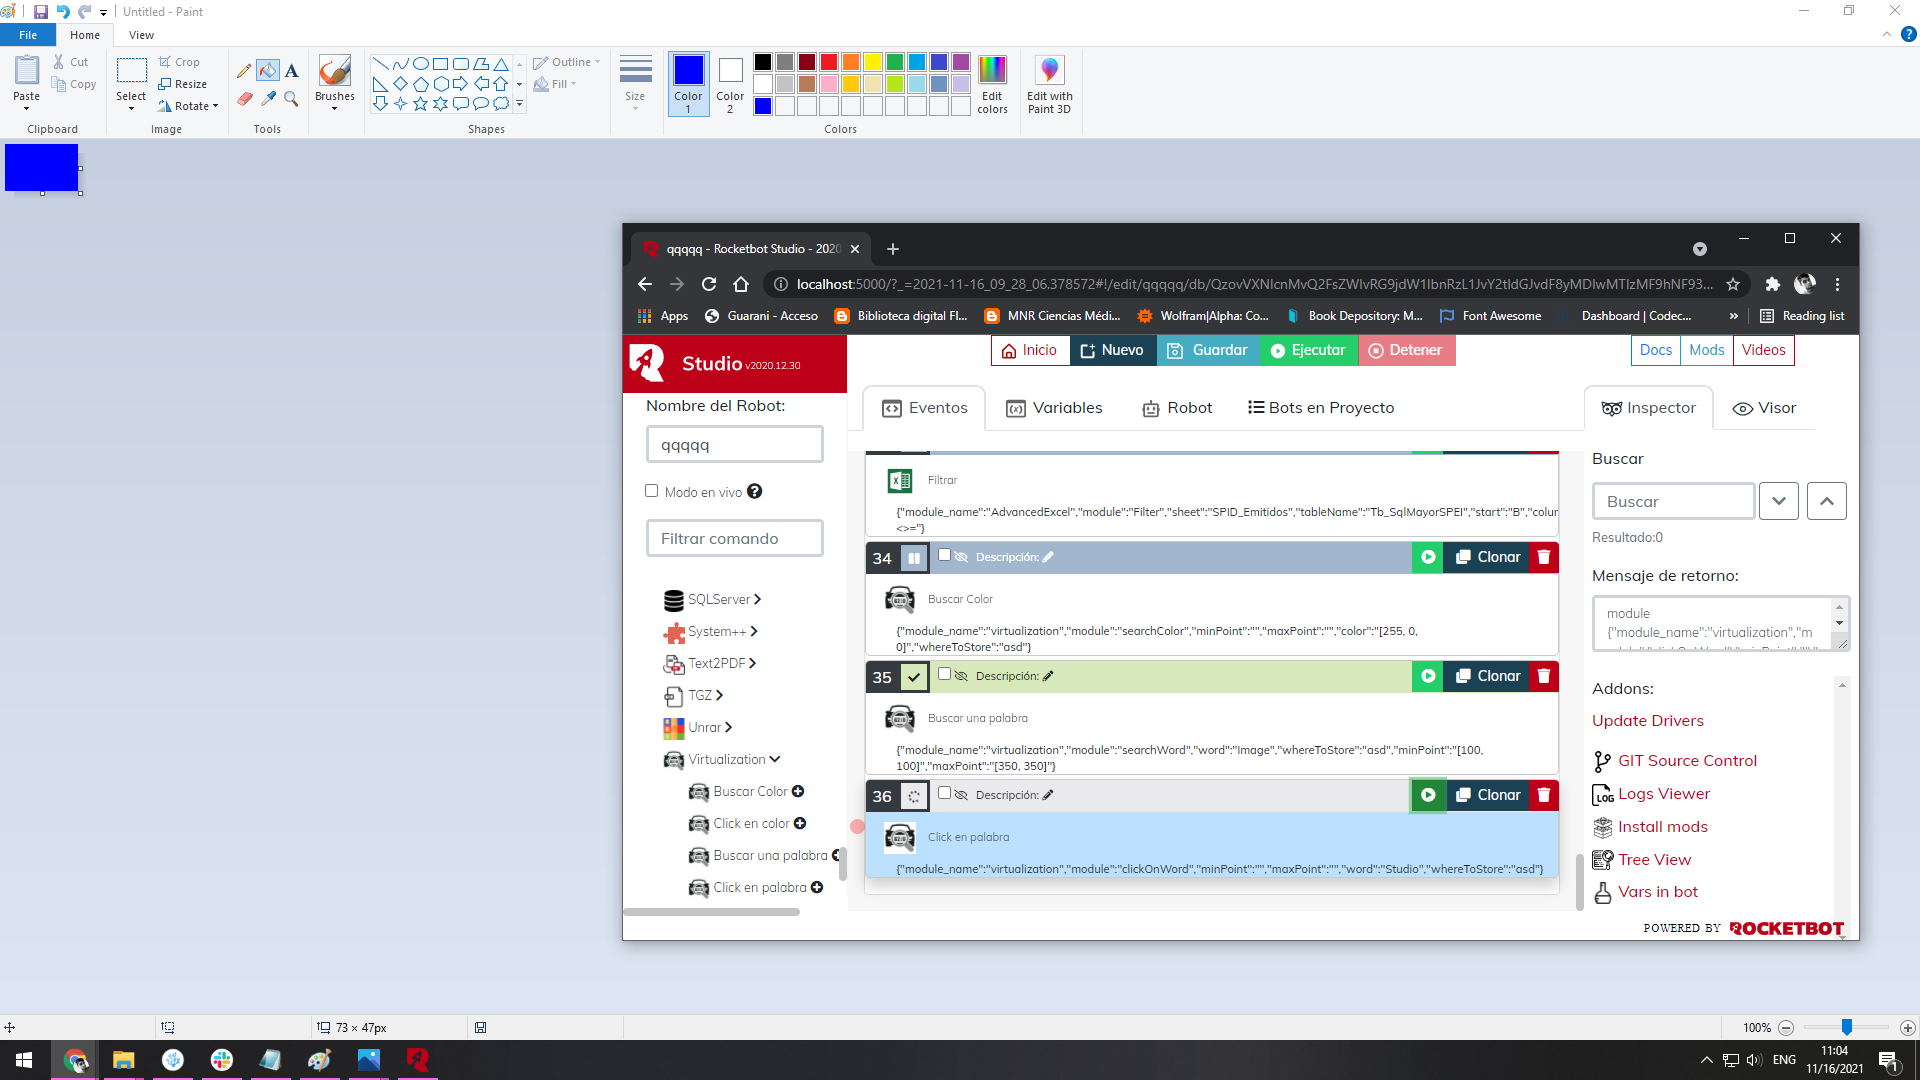 Untitled - Paint
File
Home
View
Paste
Cut
Copy
Clipboard
Select
Crop
Resize
Rotate
Image
Tools
Brushes
Shapes
Outline
Fill
Size
Color 1
Color 2
Colors
Edit colors
Edit with Paint 3D
qqqqq - Rocketbot Studio - 2020
localhost:5000/?_=2021-11-16_09_28_06.378572#!/edit/qqqqq/db/
Apps
Guarani - Acceso
Biblioteca digital FI...
MNR Ciencias Médi...
Wolfram|Alpha: Co...
Book Depository: M...
Font Awesome
Dashboard | Codec...
»
Reading list
Studio v2020.12.30
Inicio
Nuevo
Guardar
Ejecutar
Detener
Docs
Mods
Videos
Nombre del Robot:
qqqqq
Modo en vivo
Filtrar comando
SQLServer
System++
Text2PDF
TGZ
Unrar
Virtualization
Buscar Color
Click en color
Buscar una palabra
Click en palabra
Eventos
Variables
Robot
Bots en Proyecto
Filtrar
{"module_name":"AdvancedExcel","module":"Filter","sheet":"SPID_Emitidos","tableName":"Tb_SqlMayorSPEI","start":"B","colur
<>="}
34 Descripción: Clonar
Buscar Color
{"module_name":"virtualization","module":"searchColor","minPoint":"","maxPoint":"","color":"[255, 0,
0]","whereToStore":"asd"}
35 Descripción: Clonar
Buscar una palabra
{"module_name":"virtualization","module":"searchWord","word":"Image","whereToStore":"asd","minPoint":"[100,
100]","maxPoint":"[350, 350]"}
36 Descripción: Clonar
Click en palabra
{"module_name":"virtualization","module":"clickOnWord","minPoint":"","maxPoint":"","word":"Studio","whereToStore":"asd"}
Inspector
Visor
Buscar
Buscar
Resultado:0
Mensaje de retorno:
module
{"module_name":"virtualization","m
Addons:
Update Drivers
GIT Source Control
LOG Logs Viewer
Install mods
Tree View
Vars in bot
POWERED BY ROCKETBOT
73 × 47px
100%
ENG
11:04
11/16/2021
1